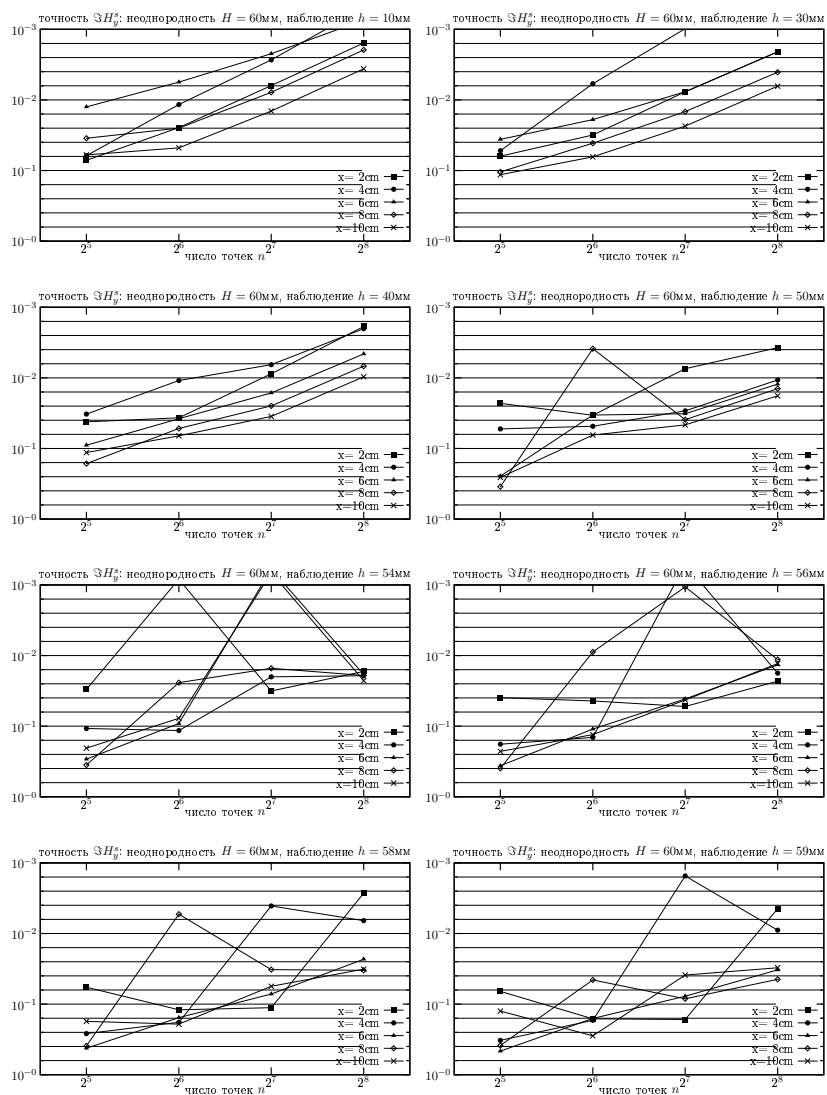 точность ℑH_y^s: неоднородность H = 60мм, наблюдение h = 10мм
10^{-3}
10^{-2}
10^{-1}
10^{-0}
x= 2cm
x= 4cm
x= 6cm
x= 8cm
x=10cm
2^5 2^6 2^7 2^8
число точек n
точность ℑH_y^s: неоднородность H = 60мм, наблюдение h = 30мм
10^{-3}
10^{-2}
10^{-1}
10^{-0}
x= 2cm
x= 4cm
x= 6cm
x= 8cm
x=10cm
2^5 2^6 2^7 2^8
число точек n
точность ℑH_y^s: неоднородность H = 60мм, наблюдение h = 40мм
10^{-3}
10^{-2}
10^{-1}
10^{-0}
x= 2cm
x= 4cm
x= 6cm
x= 8cm
x=10cm
2^5 2^6 2^7 2^8
число точек n
точность ℑH_y^s: неоднородность H = 60мм, наблюдение h = 50мм
10^{-3}
10^{-2}
10^{-1}
10^{-0}
x= 2cm
x= 4cm
x= 6cm
x= 8cm
x=10cm
2^5 2^6 2^7 2^8
число точек n
точность ℑH_y^s: неоднородность H = 60мм, наблюдение h = 54мм
10^{-3}
10^{-2}
10^{-1}
10^{-0}
x= 2cm
x= 4cm
x= 6cm
x= 8cm
x=10cm
2^5 2^6 2^7 2^8
число точек n
точность ℑH_y^s: неоднородность H = 60мм, наблюдение h = 56мм
10^{-3}
10^{-2}
10^{-1}
10^{-0}
x= 2cm
x= 4cm
x= 6cm
x= 8cm
x=10cm
2^5 2^6 2^7 2^8
число точек n
точность ℑH_y^s: неоднородность H = 60мм, наблюдение h = 58мм
10^{-3}
10^{-2}
10^{-1}
10^{-0}
x= 2cm
x= 4cm
x= 6cm
x= 8cm
x=10cm
2^5 2^6 2^7 2^8
число точек n
точность ℑH_y^s: неоднородность H = 60мм, наблюдение h = 59мм
10^{-3}
10^{-2}
10^{-1}
10^{-0}
x= 2cm
x= 4cm
x= 6cm
x= 8cm
x=10cm
2^5 2^6 2^7 2^8
число точек n